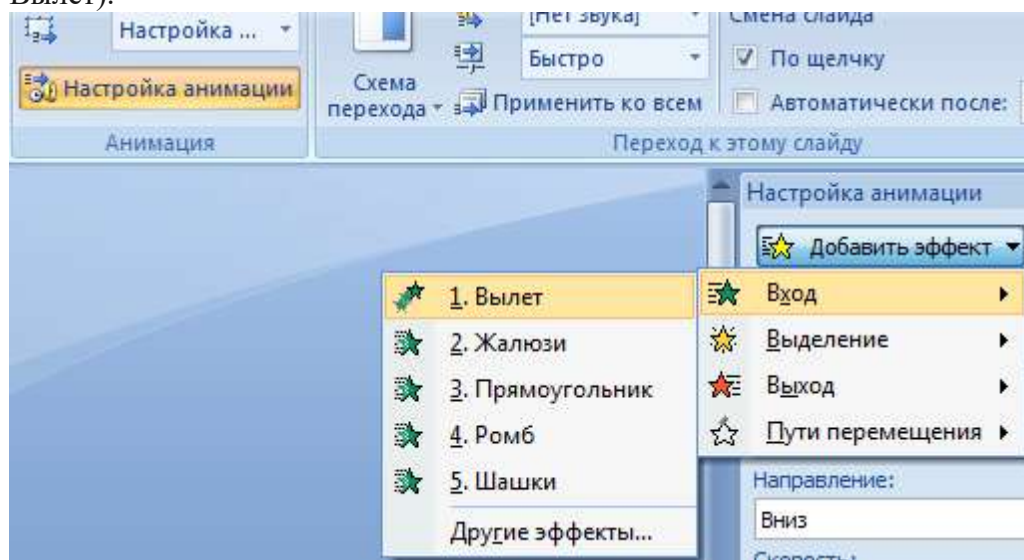 Вылет).
Настройка ...
[Нет звука]
Смена слайда
Быстро
По щелчку
Настройка анимации
Схема перехода
Применить ко всем
Автоматически после:
Анимация
Переход к этому слайду
Настройка анимации
Добавить эффект
1. Вылет
2. Жалюзи
3. Прямоугольник
4. Ромб
5. Шашки
Другие эффекты...
Вход
Выделение
Выход
Пути перемещения
Направление:
Вниз
Скорость: